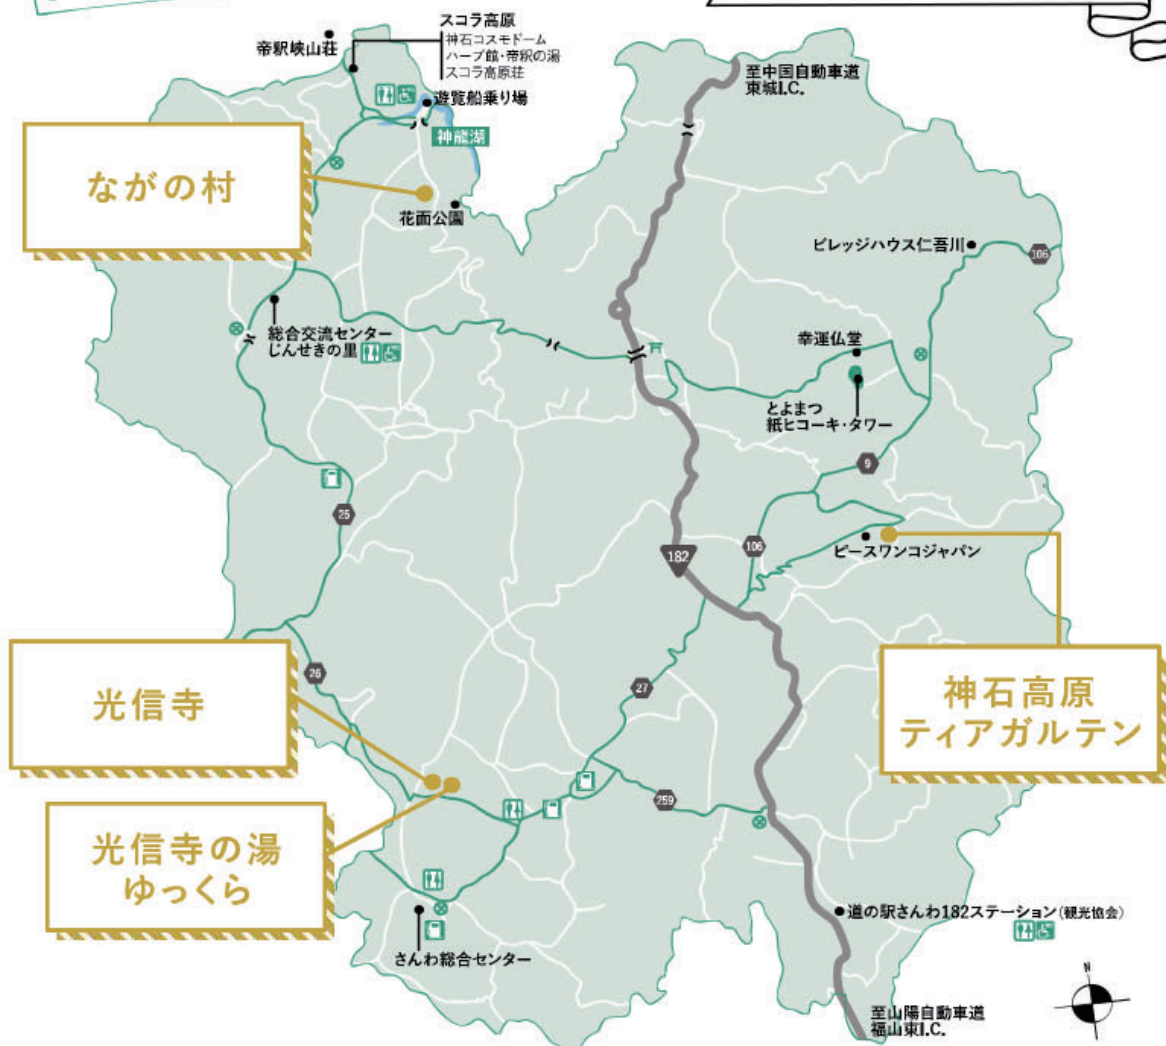 スコラ高原
神石コスモドーム
ハーブ館・帝釈の湯
スコラ高原荘
帝釈峡山荘
遊覧船乗り場
神龍湖
至中国自動車道
東城I.C.
ながの村
花面公園
ビレッジハウス仁吾川
106
総合交流センター
じんせきの里
幸運仏堂
とよまつ
紙ヒコーキ・タワー
9
25
182
106
ピースワンコジャパン
光信寺
26
27
神石高原
ティアガルテン
259
光信寺の湯
ゆっくら
道の駅さんわ182ステーション(観光協会)
さんわ総合センター
N
至山陽自動車道
福山東I.C.